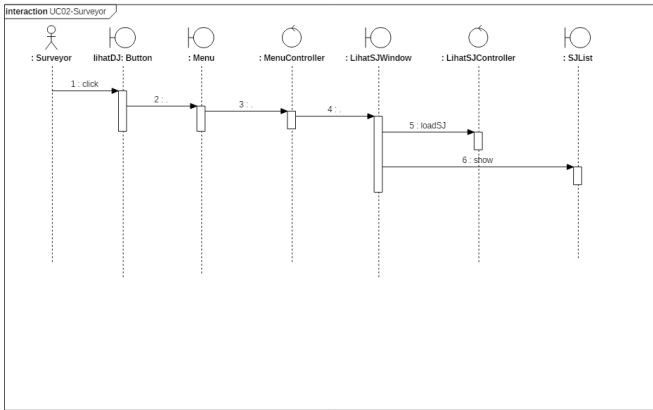 interaction UC02-Surveyor
: Surveyor
lihatDJ: Button
: Menu
: MenuController
: LihatSJWindow
: LihatSJController
: SJList
1 : click
2 : .
3 : .
4 : .
5 : loadSJ
6 : show